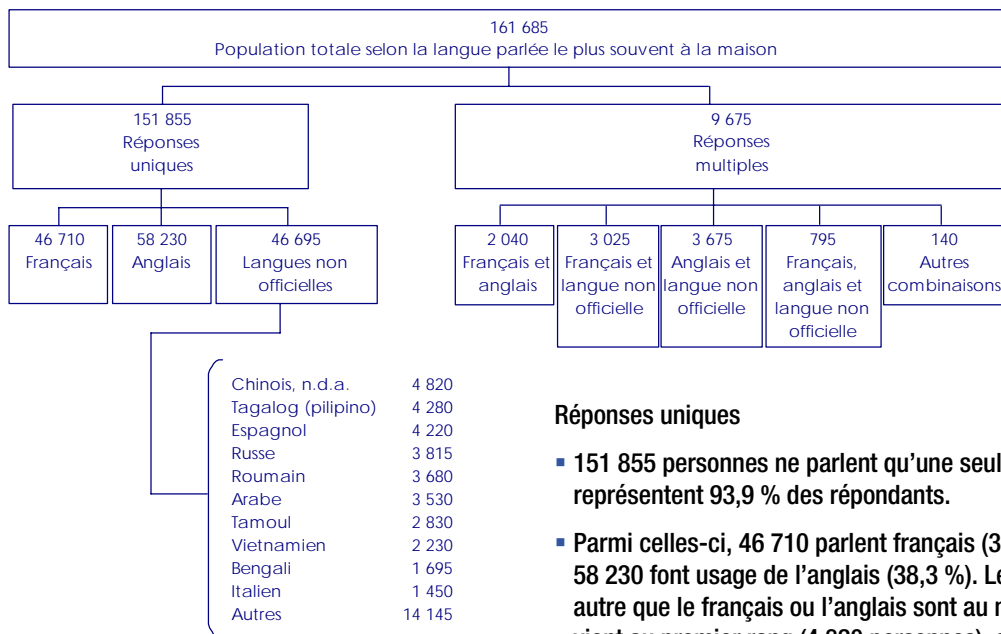 161 685
Population totale selon la langue parlée le plus souvent à la maison
151 855
Réponses
uniques
9 675
Réponses
multiples
46 710
Français
58 230
Anglais
46 695
Langues non
officielles
2 040
Français et
anglais
3 025
Français et
langue non
officielle
3 675
Anglais et
langue non
officielle
795
Français,
anglais et
langue non
officielle
140
Autres
combinaisons
Chinois, n.d.a. 4 820
Tagalog (pilipino) 4 280
Espagnol 4 220
Russe 3 815
Roumain 3 680
Arabe 3 530
Tamoul 2 830
Vietnamien 2 230
Bengali 1 695
Italien 1 450
Autres 14 145
Réponses uniques
▪ 151 855 personnes ne parlent qu’une seul
représentent 93,9 % des répondants.
▪ Parmi celles-ci, 46 710 parlent français (3
58 230 font usage de l’anglais (38,3 %). Le
autre que le français ou l’anglais sont au